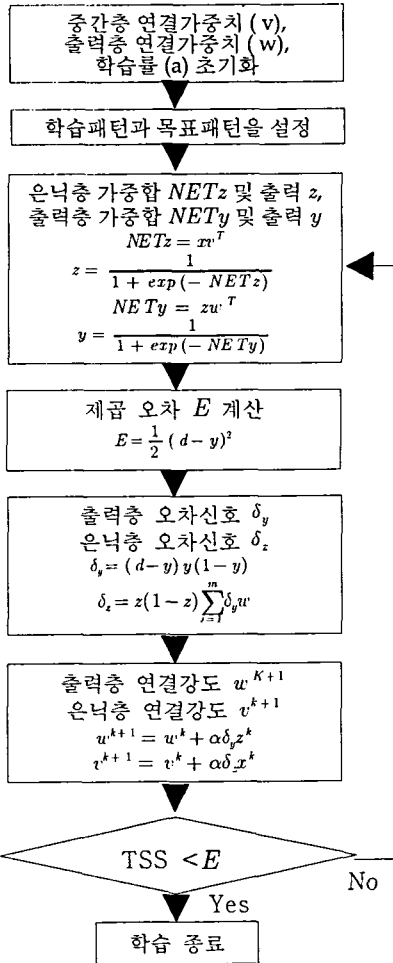 중간층 연결가중치 (v),
출력층 연결가중치 (w),
학습률 (a) 초기화
학습패턴과 목표패턴을 설정
은닉층 가중합 NETz 및 출력 z,
출력층 가중합 NETy 및 출력 y
NETz = xv^T
z = 1 / (1 + exp(− NETz))
NETy = zw^T
y = 1 / (1 + exp(− NETy))
제곱 오차 E 계산
E = 1/2 (d − y)²
출력층 오차신호 δ_y
은닉층 오차신호 δ_z
δ_y = (d−y) y(1−y)
δ_z = z(1−z) ∑_{i=1}^{m} δ_y w
출력층 연결강도 w^{K+1}
은닉층 연결강도 v^{k+1}
w^{k+1} = w^k + αδ_y z^k
v^{k+1} = v^k + αδ_z x^k
TSS < E
No
Yes
학습 종료